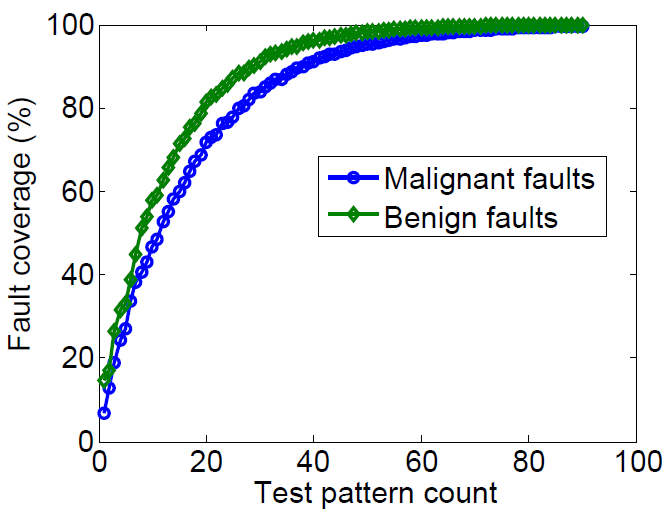 100
80
60
40
20
0
Fault coverage (%)
Malignant faults
Benign faults
0 20 40 60 80 100
Test pattern count